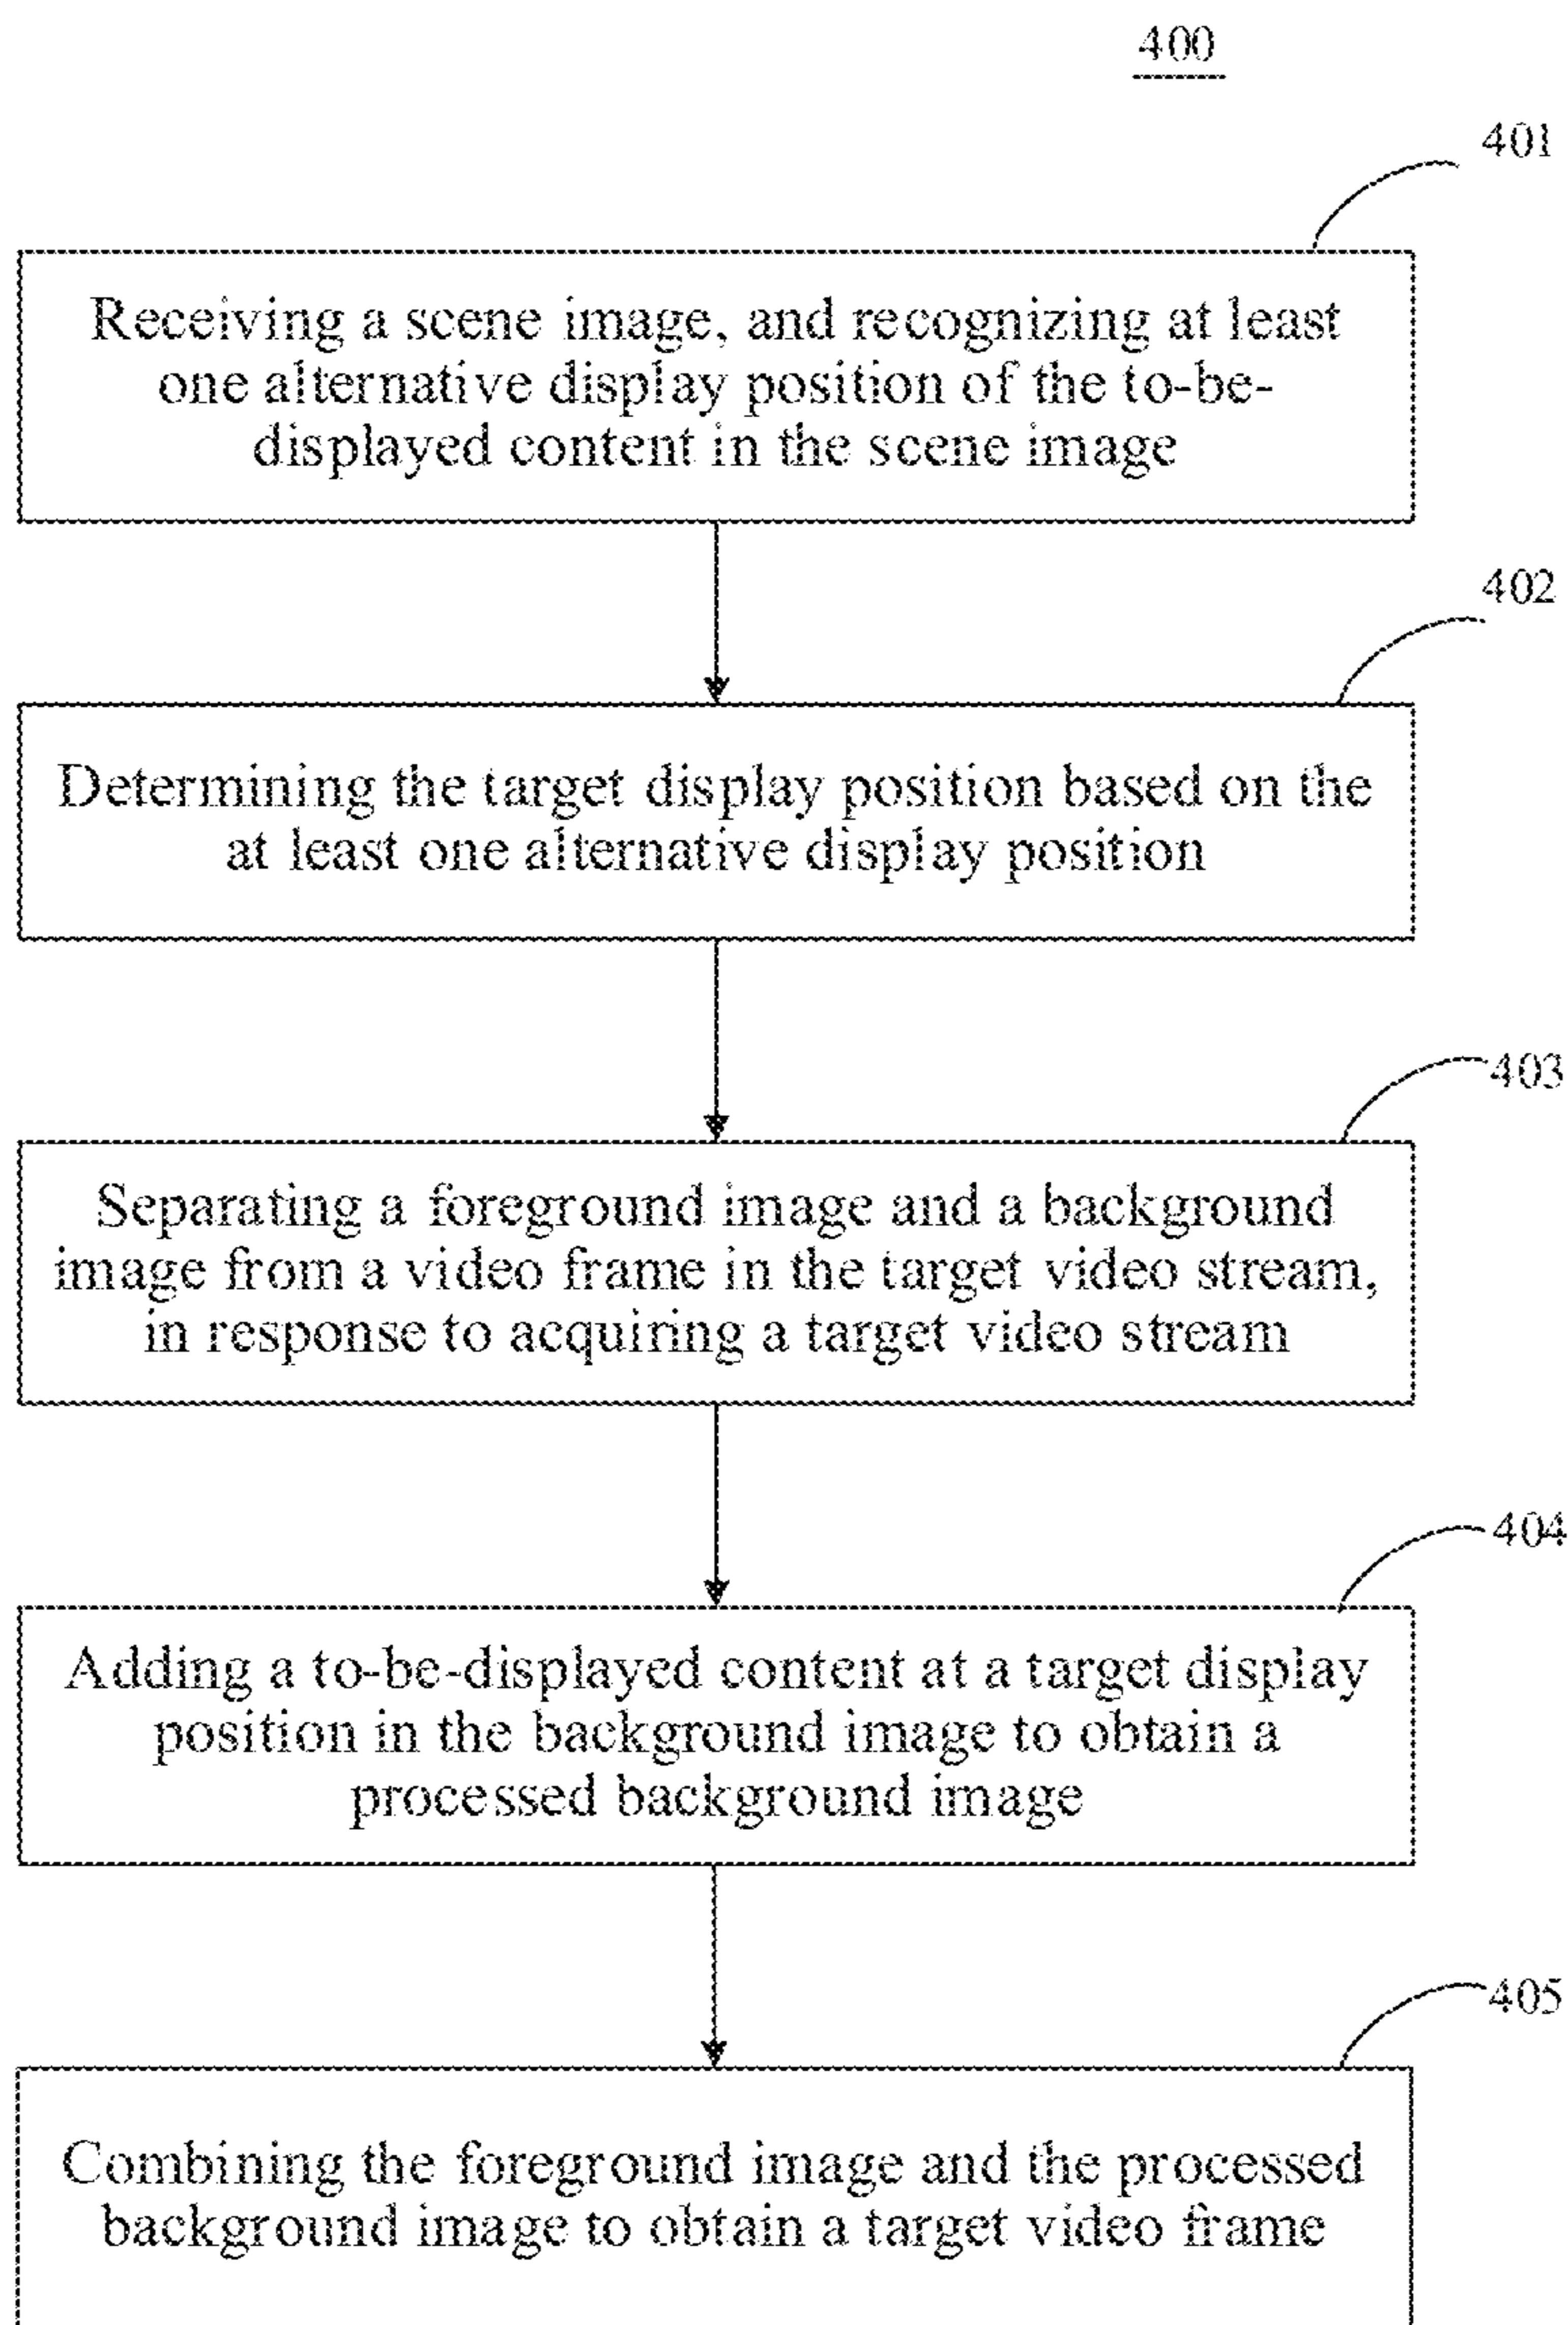 400
401
Receiving a scene image, and recognizing at least
one alternative display position of the to-be-
displayed content in the scene image
402
Determining the target display position based on the
at least one alternative display position
403
Separating a foreground image and a background
image from a video frame in the target video stream,
in response to acquiring a target video stream
404
Adding a to-be-displayed content at a target display
position in the background image to obtain a
processed background image
405
Combining the foreground image and the processed
background image to obtain a target video frame